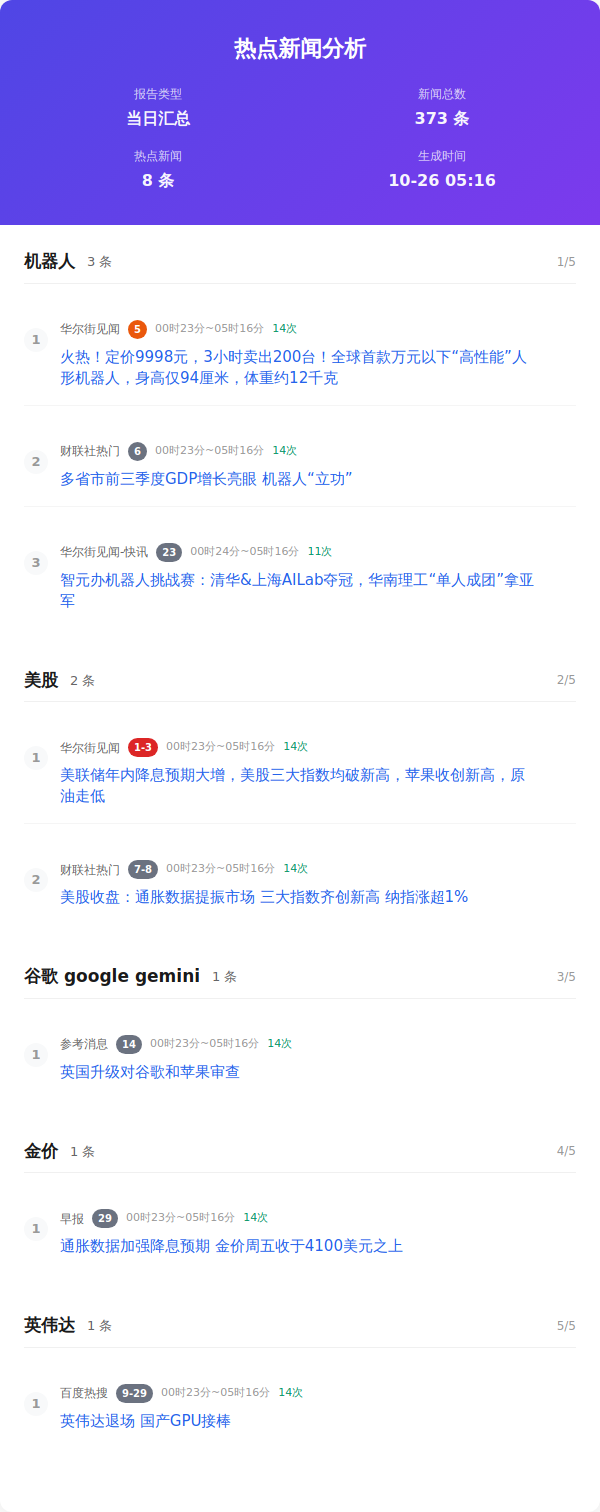 热点新闻分析
报告类型
当日汇总
新闻总数
373 条
热点新闻
8 条
生成时间
10-26 05:16
机器人 3 条 1/5
1
华尔街见闻 5 00时23分~05时16分 14次
火热！定价9998元，3小时卖出200台！全球首款万元以下“高性能”人
形机器人，身高仅94厘米，体重约12千克
2
财联社热门 6 00时23分~05时16分 14次
多省市前三季度GDP增长亮眼 机器人“立功”
3
华尔街见闻-快讯 23 00时24分~05时16分 11次
智元办机器人挑战赛：清华&上海AILab夺冠，华南理工“单人成团”拿亚
军
美股 2 条 2/5
1
华尔街见闻 1-3 00时23分~05时16分 14次
美联储年内降息预期大增，美股三大指数均破新高，苹果收创新高，原
油走低
2
财联社热门 7-8 00时23分~05时16分 14次
美股收盘：通胀数据提振市场 三大指数齐创新高 纳指涨超1%
谷歌 google gemini 1 条 3/5
1
参考消息 14 00时23分~05时16分 14次
英国升级对谷歌和苹果审查
金价 1 条 4/5
1
早报 29 00时23分~05时16分 14次
通胀数据加强降息预期 金价周五收于4100美元之上
英伟达 1 条 5/5
1
百度热搜 9-29 00时23分~05时16分 14次
英伟达退场 国产GPU接棒